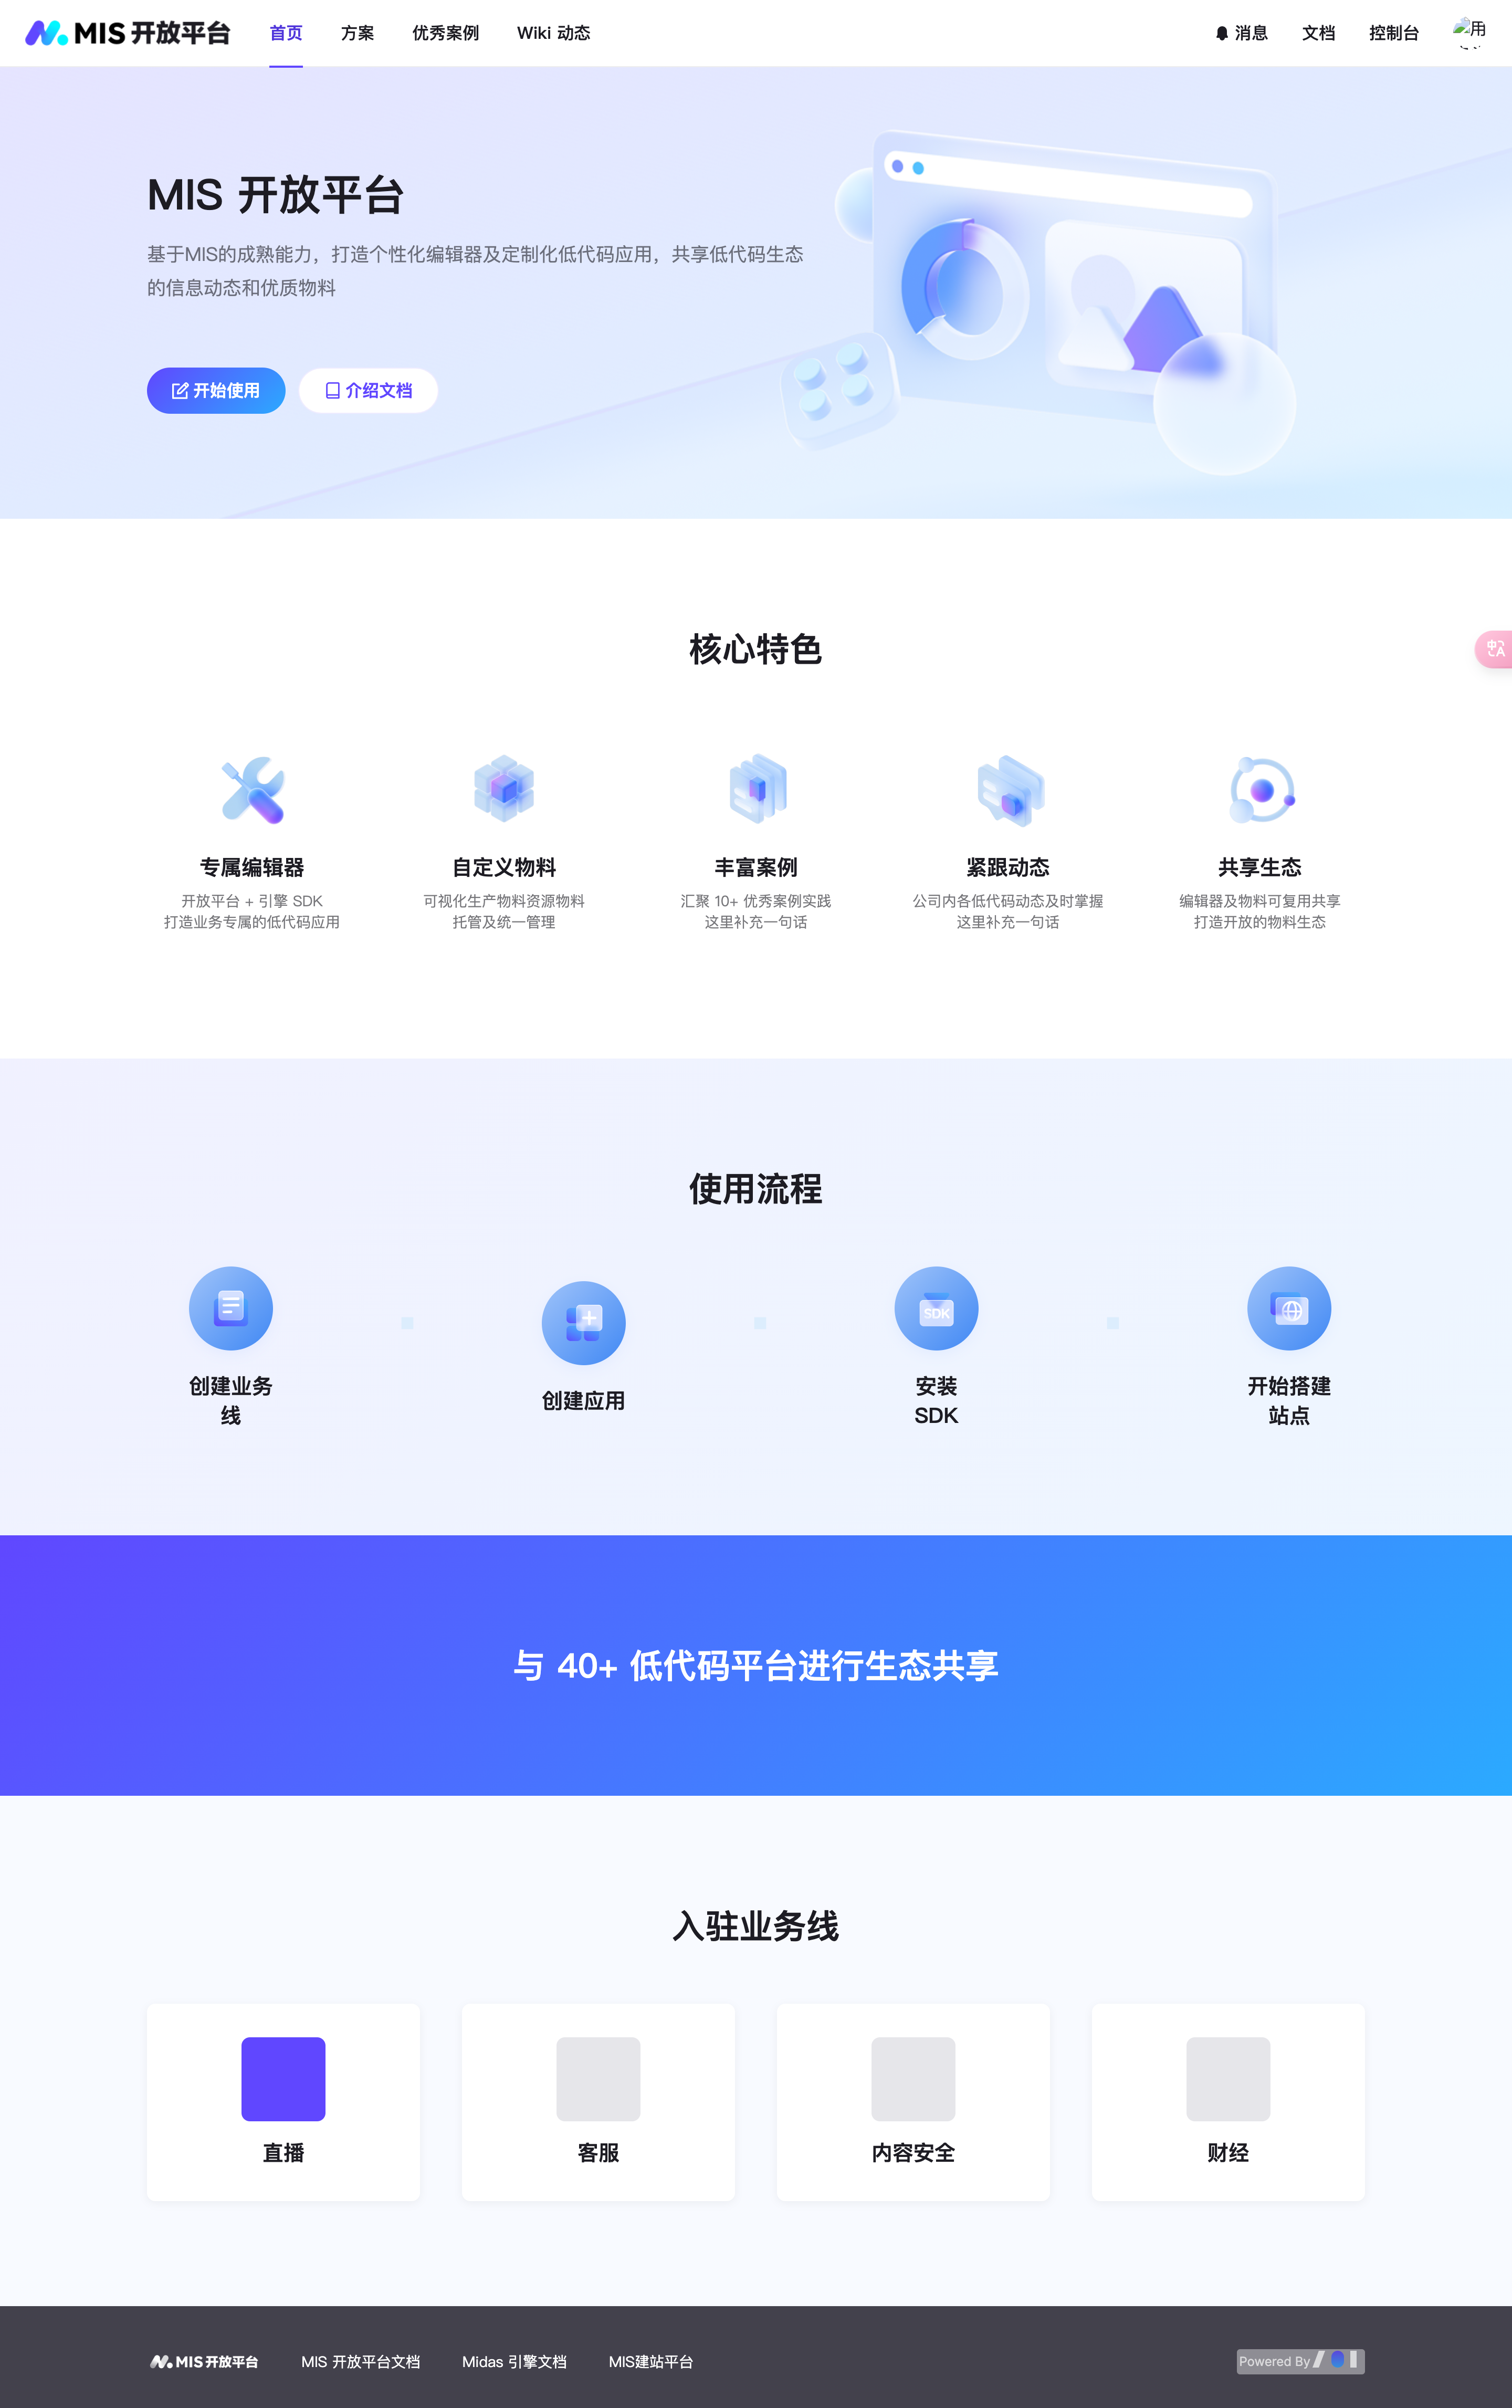 MIS 开放平台
首页
方案
优秀案例
Wiki 动态
消息
文档
控制台
用
MIS 开放平台
基于MIS的成熟能力，打造个性化编辑器及定制化低代码应用，共享低代码生态
的信息动态和优质物料
开始使用
介绍文档
核心特色
中A
专属编辑器
开放平台 + 引擎 SDK
打造业务专属的低代码应用
自定义物料
可视化生产物料资源物料
托管及统一管理
丰富案例
汇聚 10+ 优秀案例实践
这里补充一句话
紧跟动态
公司内各低代码动态及时掌握
这里补充一句话
共享生态
编辑器及物料可复用共享
打造开放的物料生态
使用流程
创建业务
线
创建应用
SDK
安装
SDK
开始搭建
站点
与 40+ 低代码平台进行生态共享
入驻业务线
直播
客服
内容安全
财经
MIS 开放平台
MIS 开放平台文档
Midas 引擎文档
MIS建站平台
Powered By